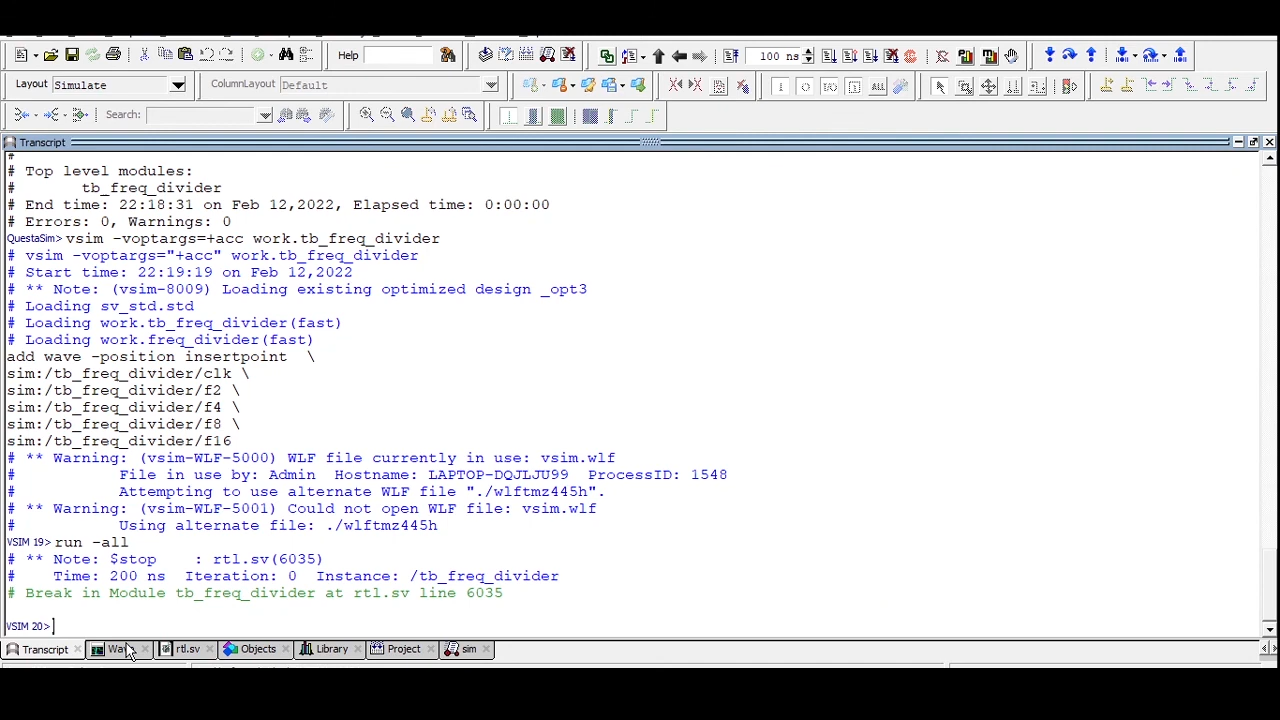 Help
100 ns
Layout Simulate
ColumnLayout Default
ALL
Search:
Transcript
#
# Top level modules:
#       tb_freq_divider
# End time: 22:18:31 on Feb 12,2022, Elapsed time: 0:00:00
# Errors: 0, Warnings: 0
QuestaSim> vsim -voptargs=+acc work.tb_freq_divider
# vsim -voptargs="+acc" work.tb_freq_divider
# Start time: 22:19:19 on Feb 12,2022
# ** Note: (vsim-8009) Loading existing optimized design _opt3
# Loading sv_std.std
# Loading work.tb_freq_divider(fast)
# Loading work.freq_divider(fast)
add wave -position insertpoint  \
sim:/tb_freq_divider/clk \
sim:/tb_freq_divider/f2 \
sim:/tb_freq_divider/f4 \
sim:/tb_freq_divider/f8 \
sim:/tb_freq_divider/f16
# ** Warning: (vsim-WLF-5000) WLF file currently in use: vsim.wlf
#           File in use by: Admin  Hostname: LAPTOP-DQJLJU99  ProcessID: 1548
#           Attempting to use alternate WLF file "./wlftmz445h".
# ** Warning: (vsim-WLF-5001) Could not open WLF file: vsim.wlf
#           Using alternate file: ./wlftmz445h
VSIM 19> run -all
# ** Note: $stop    : rtl.sv(6035)
#    Time: 200 ns  Iteration: 0  Instance: /tb_freq_divider
# Break in Module tb_freq_divider at rtl.sv line 6035
VSIM 20>
Transcript Wave rtl.sv Objects Library Project sim